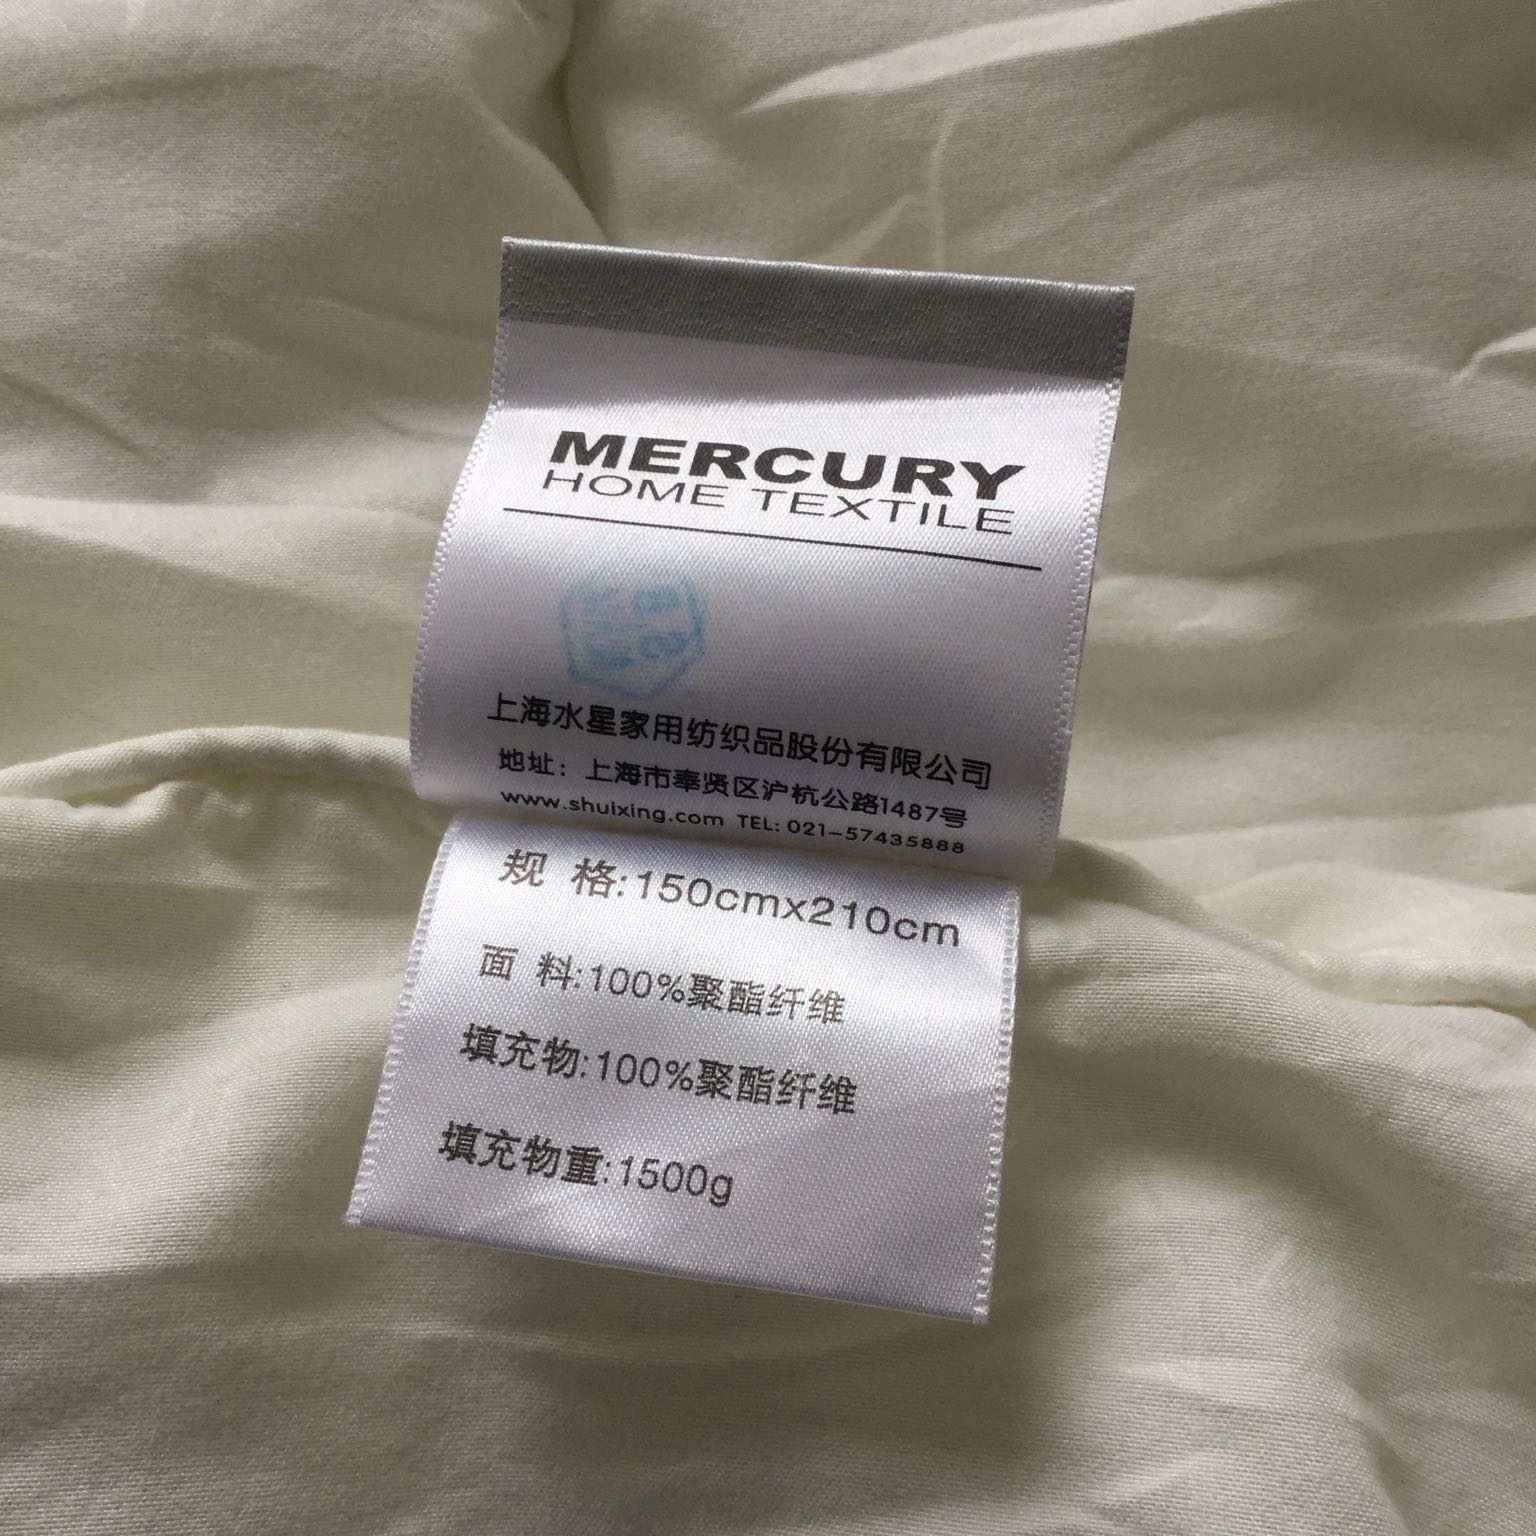 MERCURY
HOME TEXTILE
上海水星家用纺织品股份有限公司
地址：上海市奉贤区沪杭公路1487号
www.shuixing.com TEL: 021-57435888
规 格:150cmx210cm
面 料:100%聚酯纤维
填充物:100%聚酯纤维
填充物重:1500g